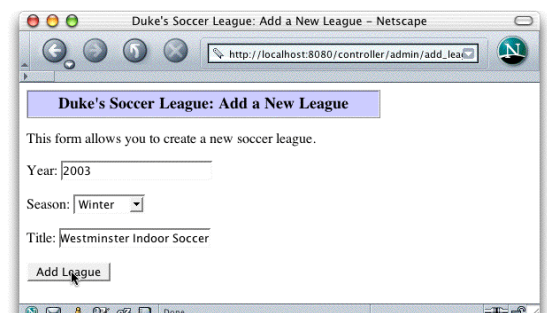 Duke's Soccer League: Add a New League – Netscape
http://localhost:8080/controller/admin/add_lea
N
Duke's Soccer League: Add a New League
This form allows you to create a new soccer league.
Year: 2003
Season: Winter
Title: Westminster Indoor Soccer
Add League
Done